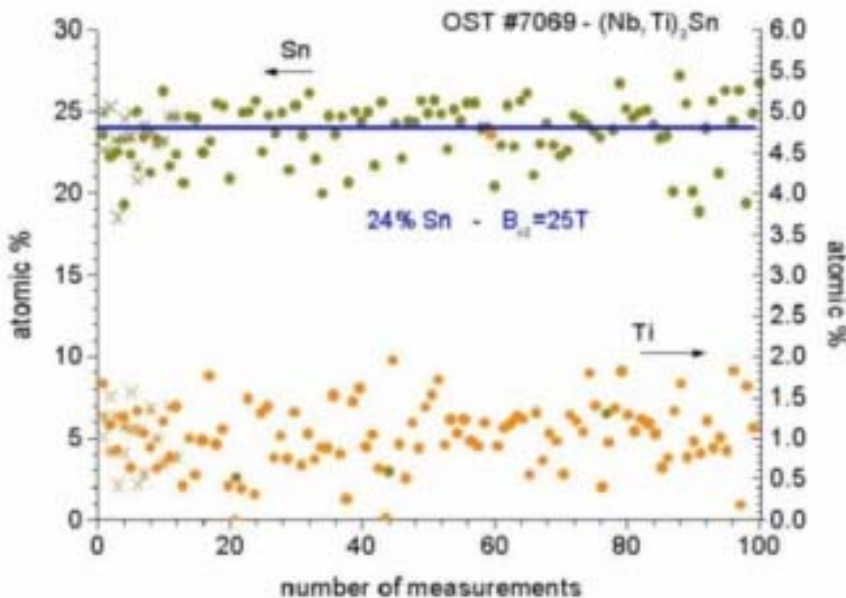 OST #7069 - (Nb,Ti)3Sn
Sn
24% Sn - Bc2=25T
Ti
atomic %
30
25
20
15
10
5
0
atomic %
6.0
5.5
5.0
4.5
4.0
3.5
3.0
2.5
2.0
1.5
1.0
0.5
0.0
0 20 40 60 80 100
number of measurements